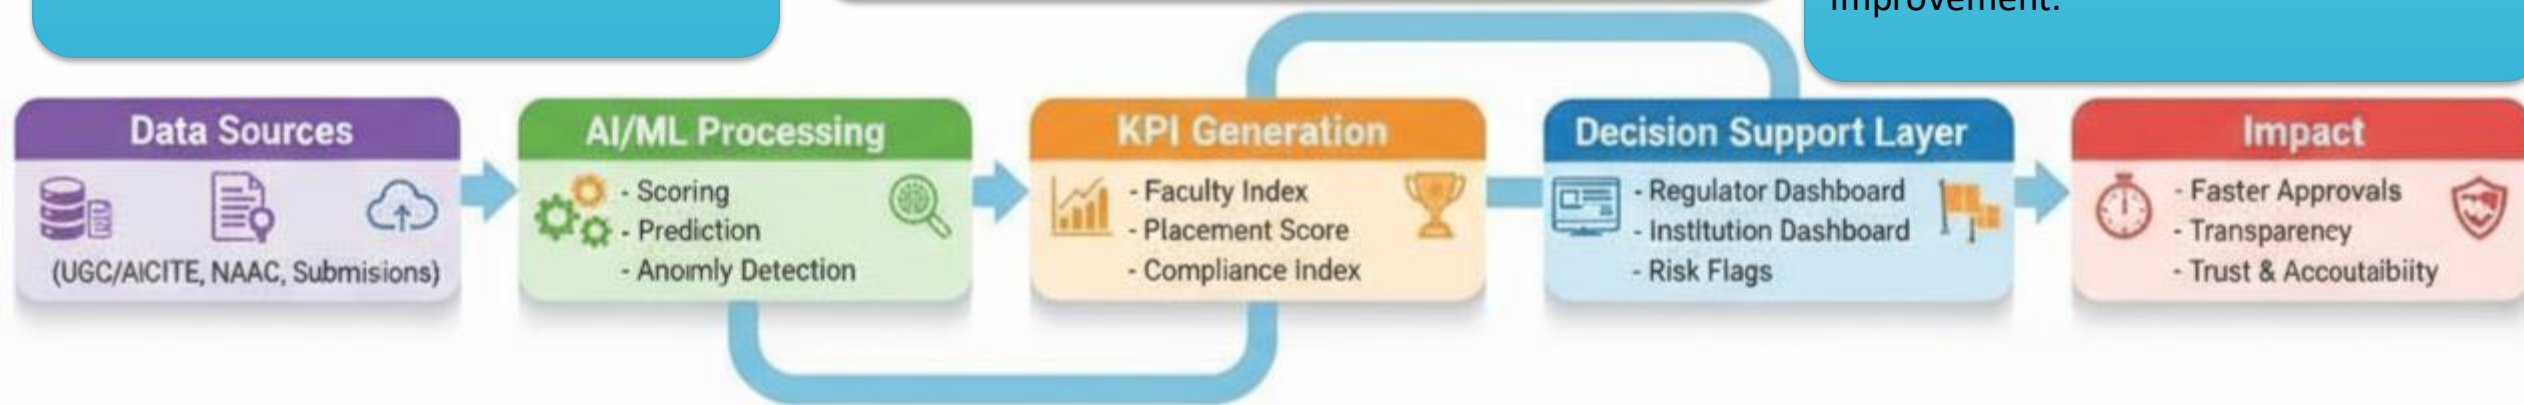 improvement.
Data Sources
(UGC/AICITE, NAAC, Submisions)
AI/ML Processing
- Scoring
- Prediction
- Anomly Detection
KPI Generation
- Faculty Index
- Placement Score
- Compliance Index
Decision Support Layer
- Regulator Dashboard
- Institution Dashboard
- Risk Flags
Impact
- Faster Approvals
- Transparency
- Trust & Accoutaibiity